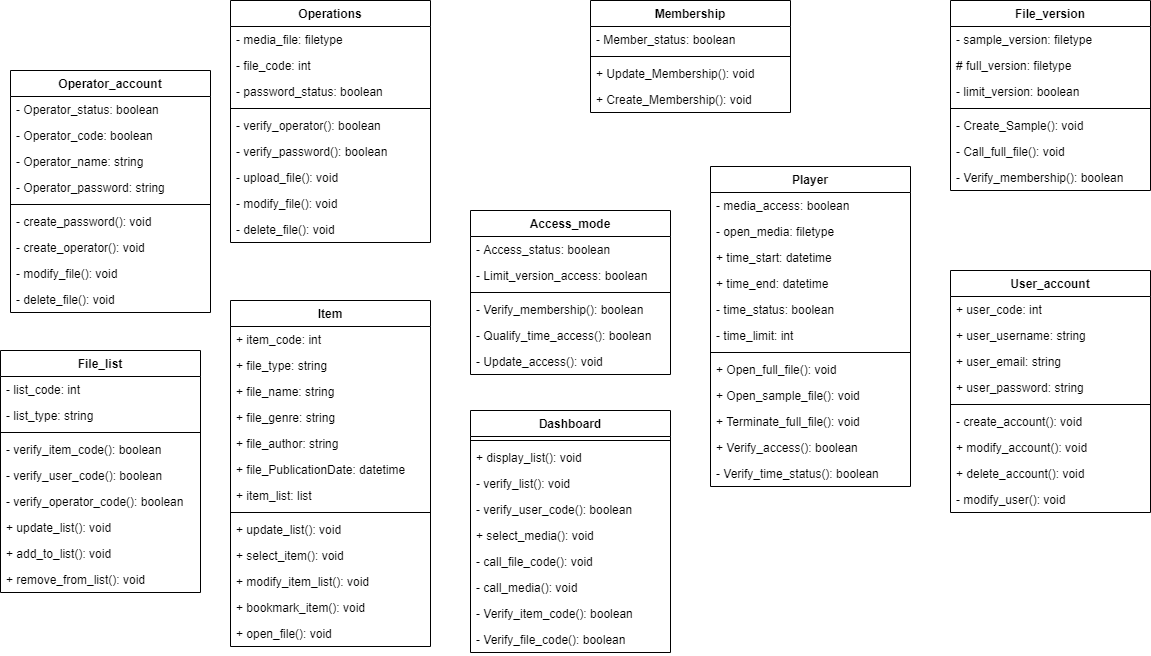 Operator_account
- Operator_status: boolean
- Operator_code: boolean
- Operator_name: string
- Operator_password: string
- create_password(): void
- create_operator(): void
- modify_file(): void
- delete_file(): void
File_list
- list_code: int
- list_type: string
- verify_item_code(): boolean
- verify_user_code(): boolean
- verify_operator_code(): boolean
+ update_list(): void
+ add_to_list(): void
+ remove_from_list(): void
Operations
- media_file: filetype
- file_code: int
- password_status: boolean
- verify_operator(): boolean
- verify_password(): boolean
- upload_file(): void
- modify_file(): void
- delete_file(): void
Item
+ item_code: int
+ file_type: string
+ file_name: string
+ file_genre: string
+ file_author: string
+ file_PublicationDate: datetime
+ item_list: list
+ update_list(): void
+ select_item(): void
+ modify_item_list(): void
+ bookmark_item(): void
+ open_file(): void
Membership
- Member_status: boolean
+ Update_Membership(): void
+ Create_Membership(): void
Access_mode
- Access_status: boolean
- Limit_version_access: boolean
- Verify_membership(): boolean
- Qualify_time_access(): boolean
- Update_access(): void
Dashboard
+ display_list(): void
- verify_list(): void
- verify_user_code(): boolean
+ select_media(): void
- call_file_code(): void
- call_media(): void
- Verify_item_code(): boolean
- Verify_file_code(): boolean
Player
- media_access: boolean
- open_media: filetype
+ time_start: datetime
+ time_end: datetime
- time_status: boolean
- time_limit: int
+ Open_full_file(): void
+ Open_sample_file(): void
+ Terminate_full_file(): void
+ Verify_access(): boolean
- Verify_time_status(): boolean
File_version
- sample_version: filetype
# full_version: filetype
- limit_version: boolean
- Create_Sample(): void
- Call_full_file(): void
- Verify_membership(): boolean
User_account
+ user_code: int
+ user_username: string
+ user_email: string
+ user_password: string
- create_account(): void
+ modify_account(): void
+ delete_account(): void
- modify_user(): void